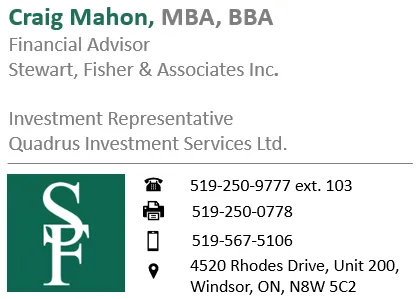 Craig Mahon, MBA, BBA
Financial Advisor
Stewart, Fisher & Associates Inc.
Investment Representative
Quadrus Investment Services Ltd.
SF
519-250-9777 ext. 103
519-250-0778
519-567-5106
4520 Rhodes Drive, Unit 200,
Windsor, ON, N8W 5C2